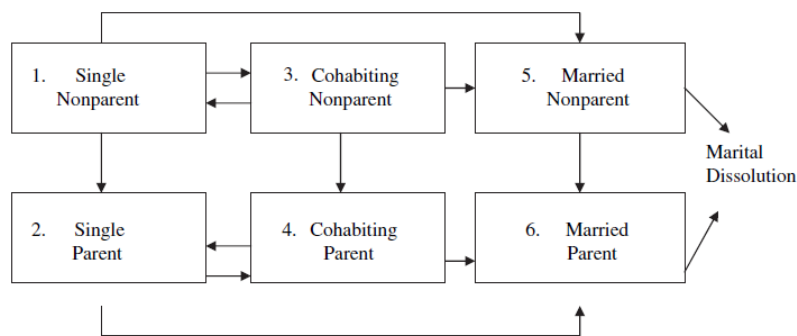 1. Single
Nonparent
3. Cohabiting
Nonparent
5. Married
Nonparent
Marital
Dissolution
2. Single
Parent
4. Cohabiting
Parent
6. Married
Parent